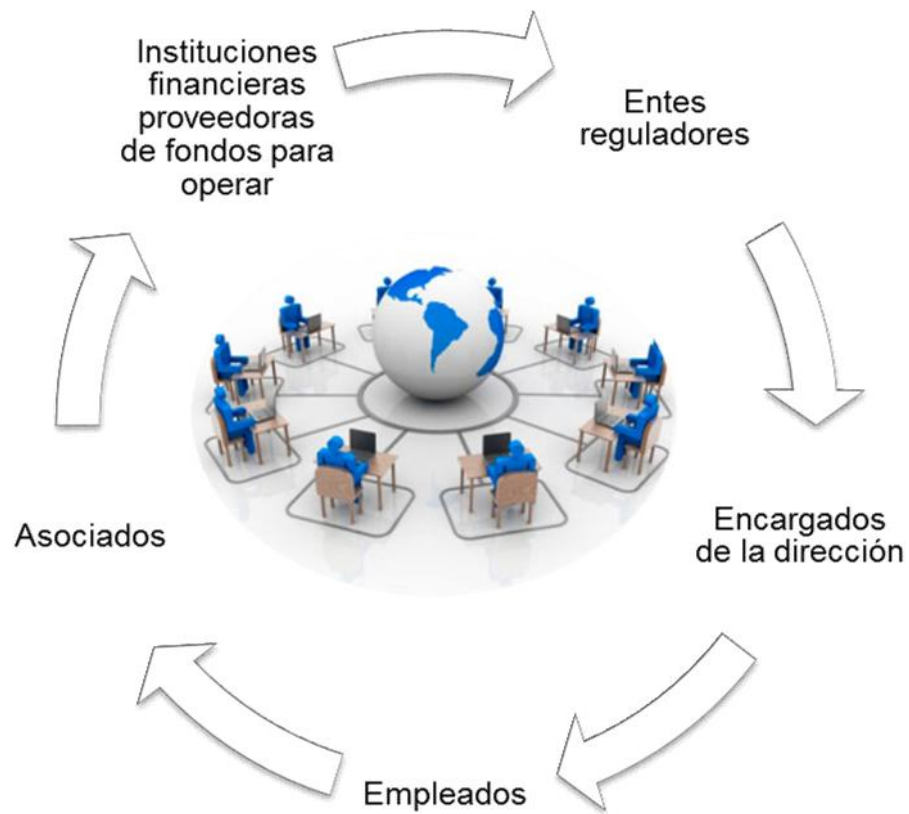 Instituciones
financieras
proveedoras
de fondos para
operar
Entes
reguladores
Encargados
de la dirección
Empleados
Asociados